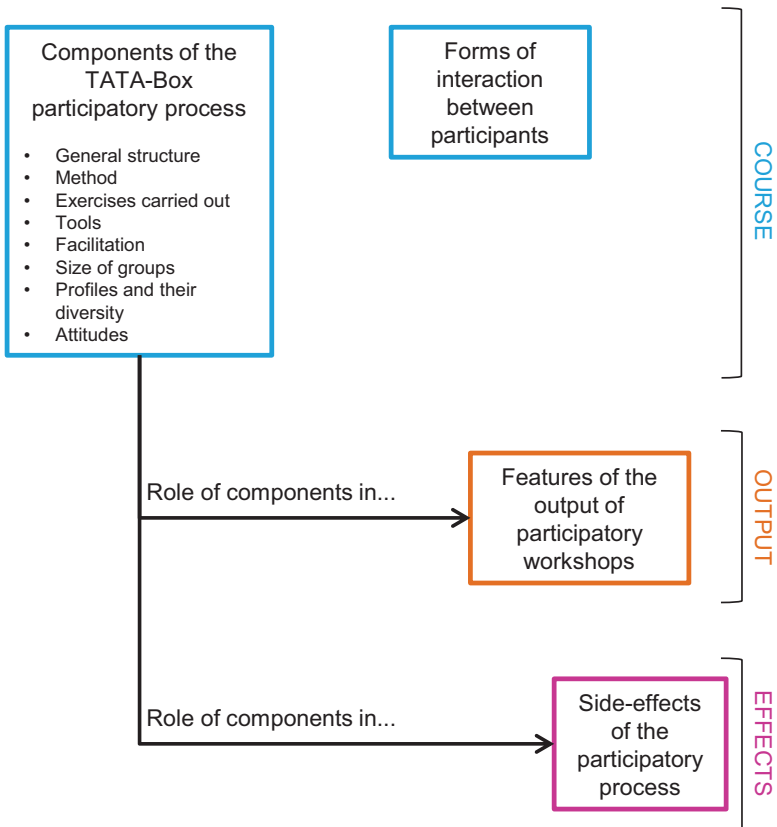 Components of the
TATA-Box
participatory process
• General structure
• Method
• Exercises carried out
• Tools
• Facilitation
• Size of groups
• Profiles and their
diversity
• Attitudes
Forms of
interaction
between
participants
COURSE
Role of components in...
Features of the
output of
participatory
workshops
OUTPUT
Role of components in...
Side-effects
of the
participatory
process
EFFECTS